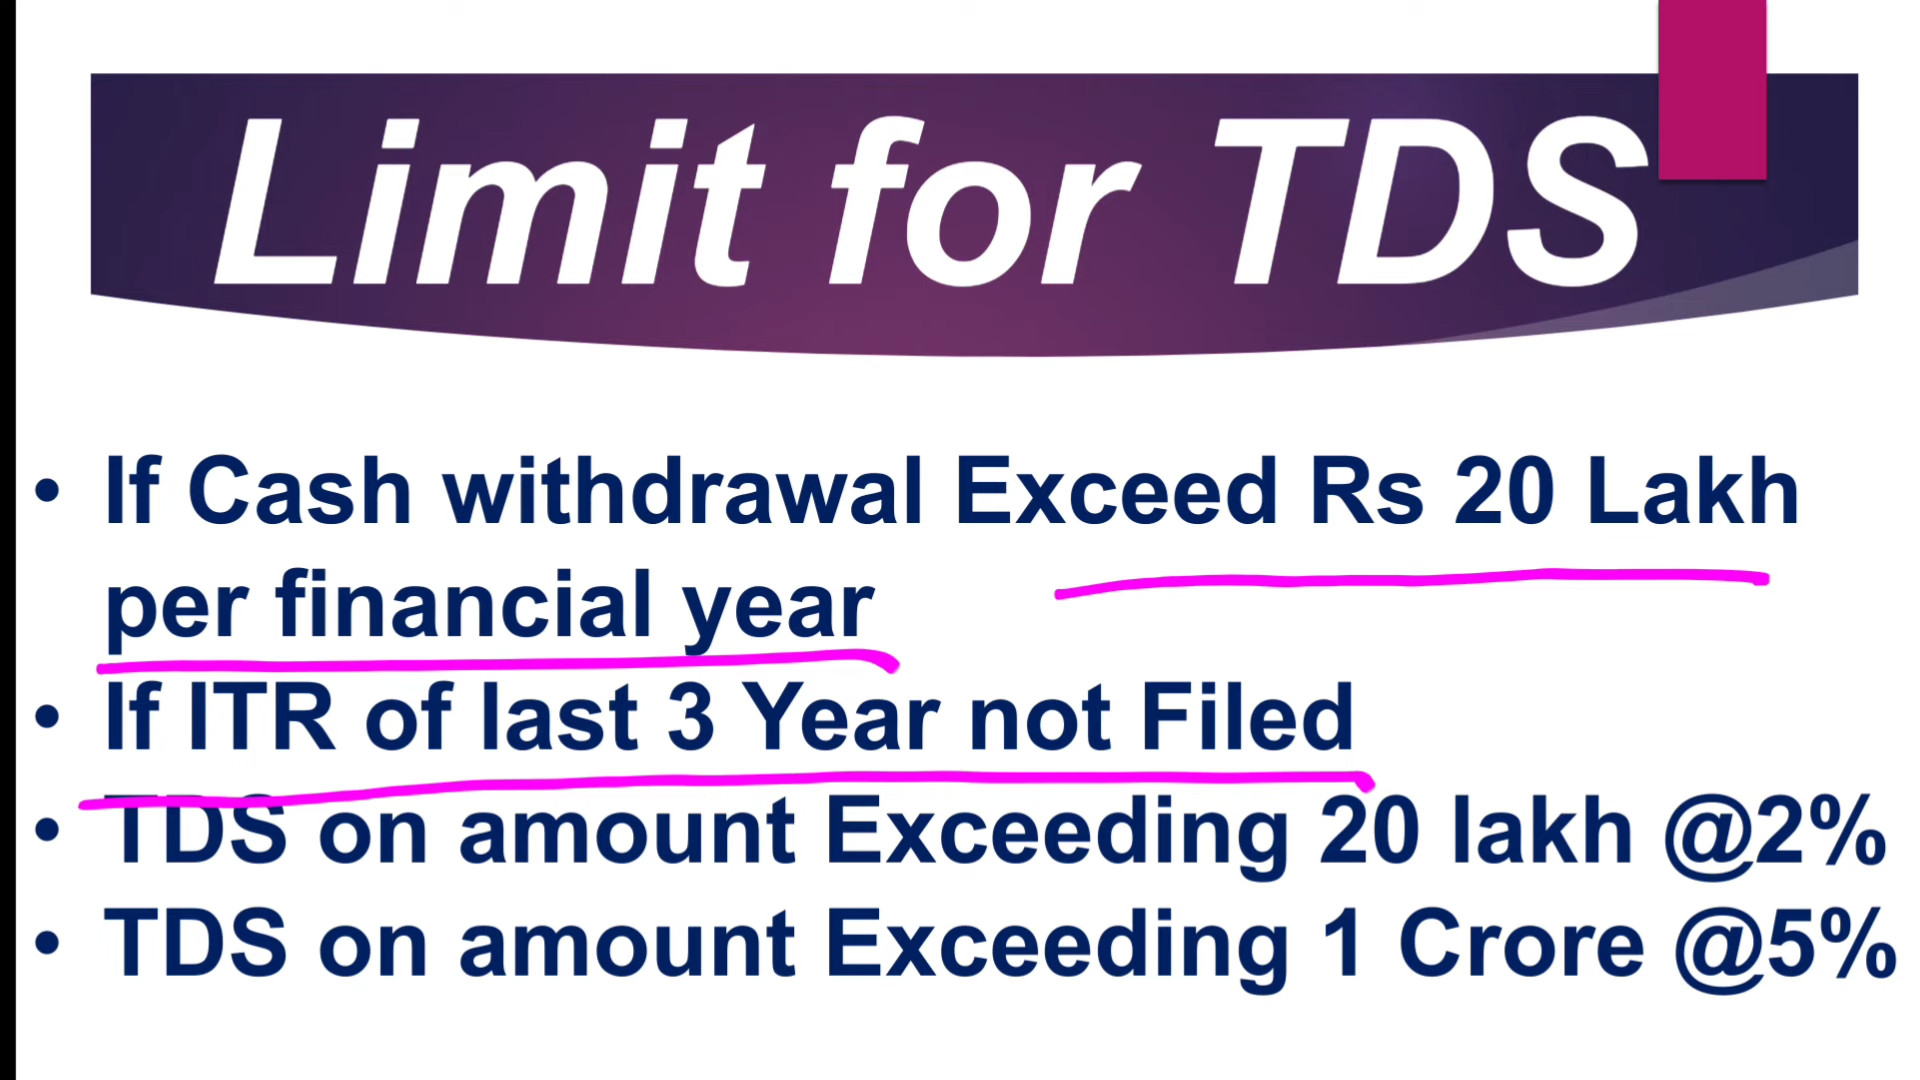 Limit for TDS
• If Cash withdrawal Exceed Rs 20 Lakh
per financial year
• If ITR of last 3 Year not Filed
• TDS on amount Exceeding 20 lakh @2%
• TDS on amount Exceeding 1 Crore @5%